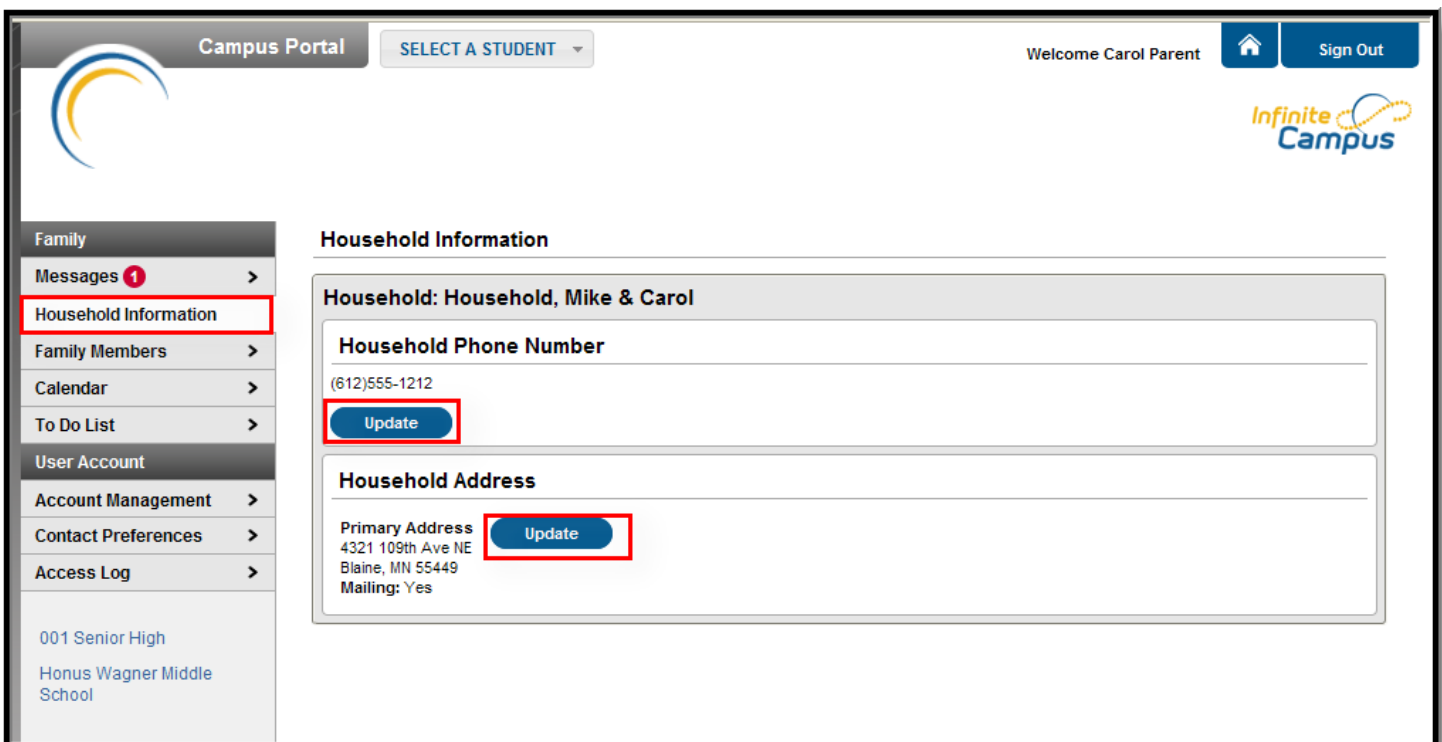 Campus Portal
SELECT A STUDENT
Welcome Carol Parent
Sign Out
Infinite
Campus
Family
Messages 1
Household Information
Family Members
Calendar
To Do List
User Account
Account Management
Contact Preferences
Access Log
001 Senior High
Honus Wagner Middle
School
Household Information
Household: Household, Mike & Carol
Household Phone Number
(612)555-1212
Update
Household Address
Primary Address
Update
4321 109th Ave NE
Blaine, MN 55449
Mailing: Yes